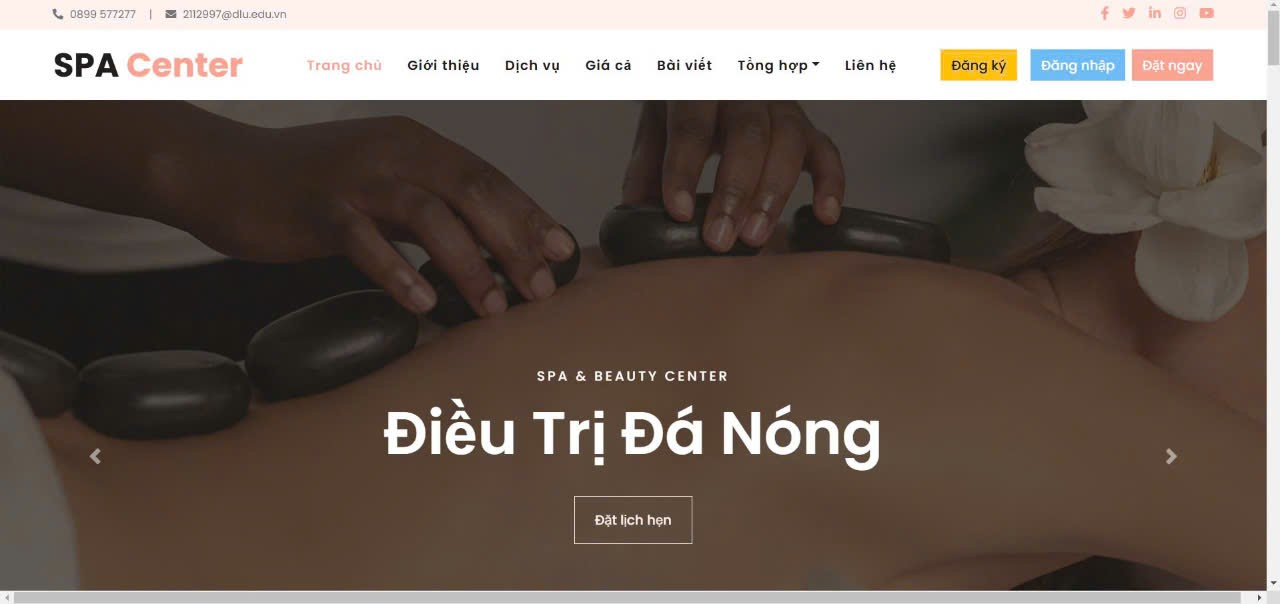 0899 577277 | 2112997@dlu.edu.vn
SPA Center Trang chủ Giới thiệu Dịch vụ Giá cả Bài viết Tổng hợp Liên hệ Đăng ký Đăng nhập Đặt ngay
SPA & BEAUTY CENTER
Điều Trị Đá Nóng
Đặt lịch hẹn